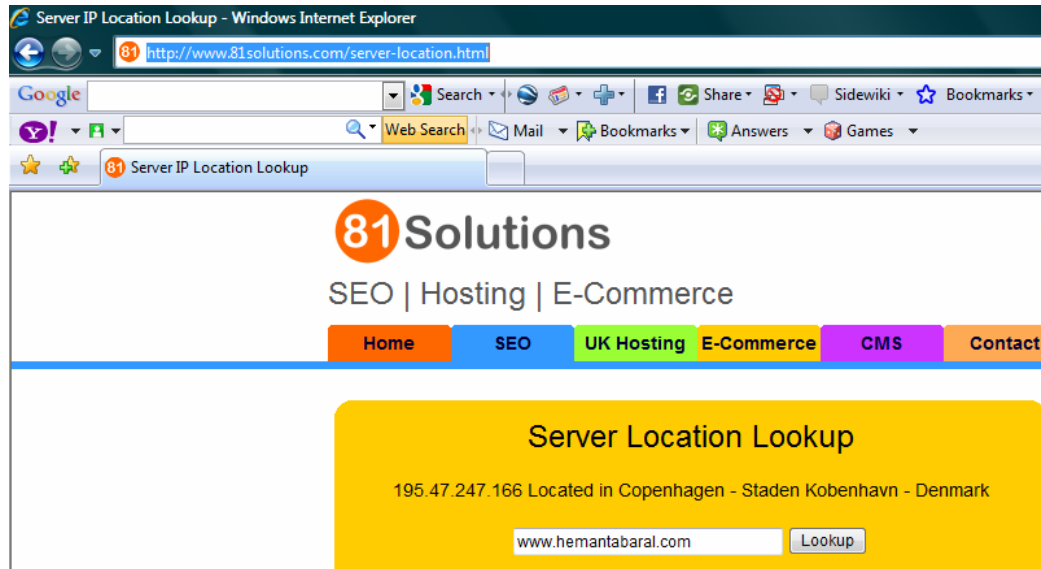 Server IP Location Lookup - Windows Internet Explorer
81 http://www.81solutions.com/server-location.html
Google Search Share Sidewiki Bookmarks
Y! Web Search Mail Bookmarks Answers Games
81 Server IP Location Lookup
81 Solutions
SEO | Hosting | E-Commerce
Home SEO UK Hosting E-Commerce CMS Contact
Server Location Lookup
195.47.247.166 Located in Copenhagen - Staden Kobenhavn - Denmark
www.hemantabaral.com Lookup